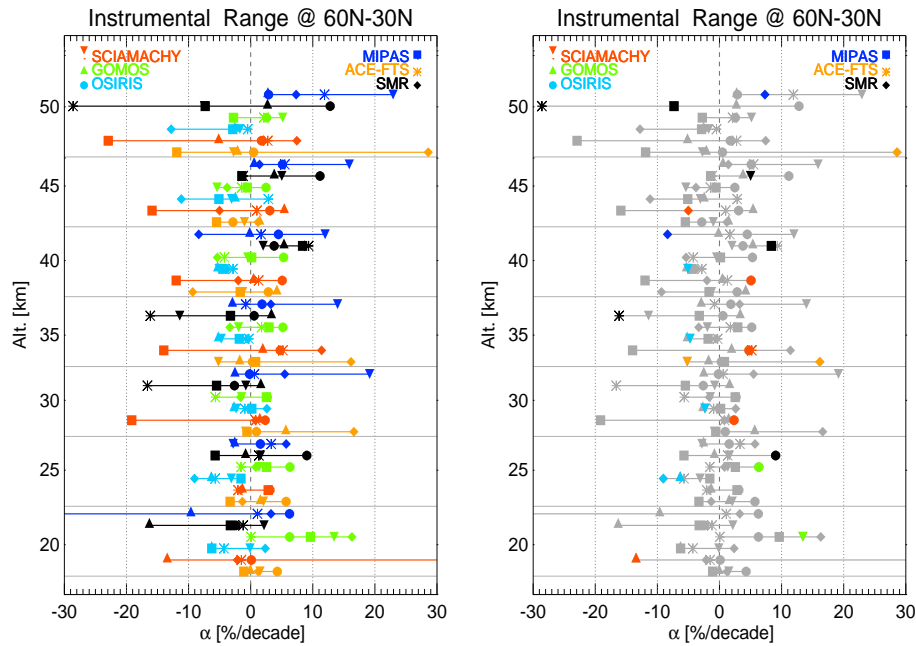 Instrumental Range @ 60N-30N
SCIAMACHY MIPAS
GOMOS ACE-FTS
OSIRIS SMR
50
45
40
35
30
25
20
Alt. [km]
-30 -20 -10 0 10 20 30
α [%/decade]
Instrumental Range @ 60N-30N
SCIAMACHY MIPAS
GOMOS ACE-FTS
OSIRIS SMR
50
45
40
35
30
25
20
Alt. [km]
-30 -20 -10 0 10 20 30
α [%/decade]